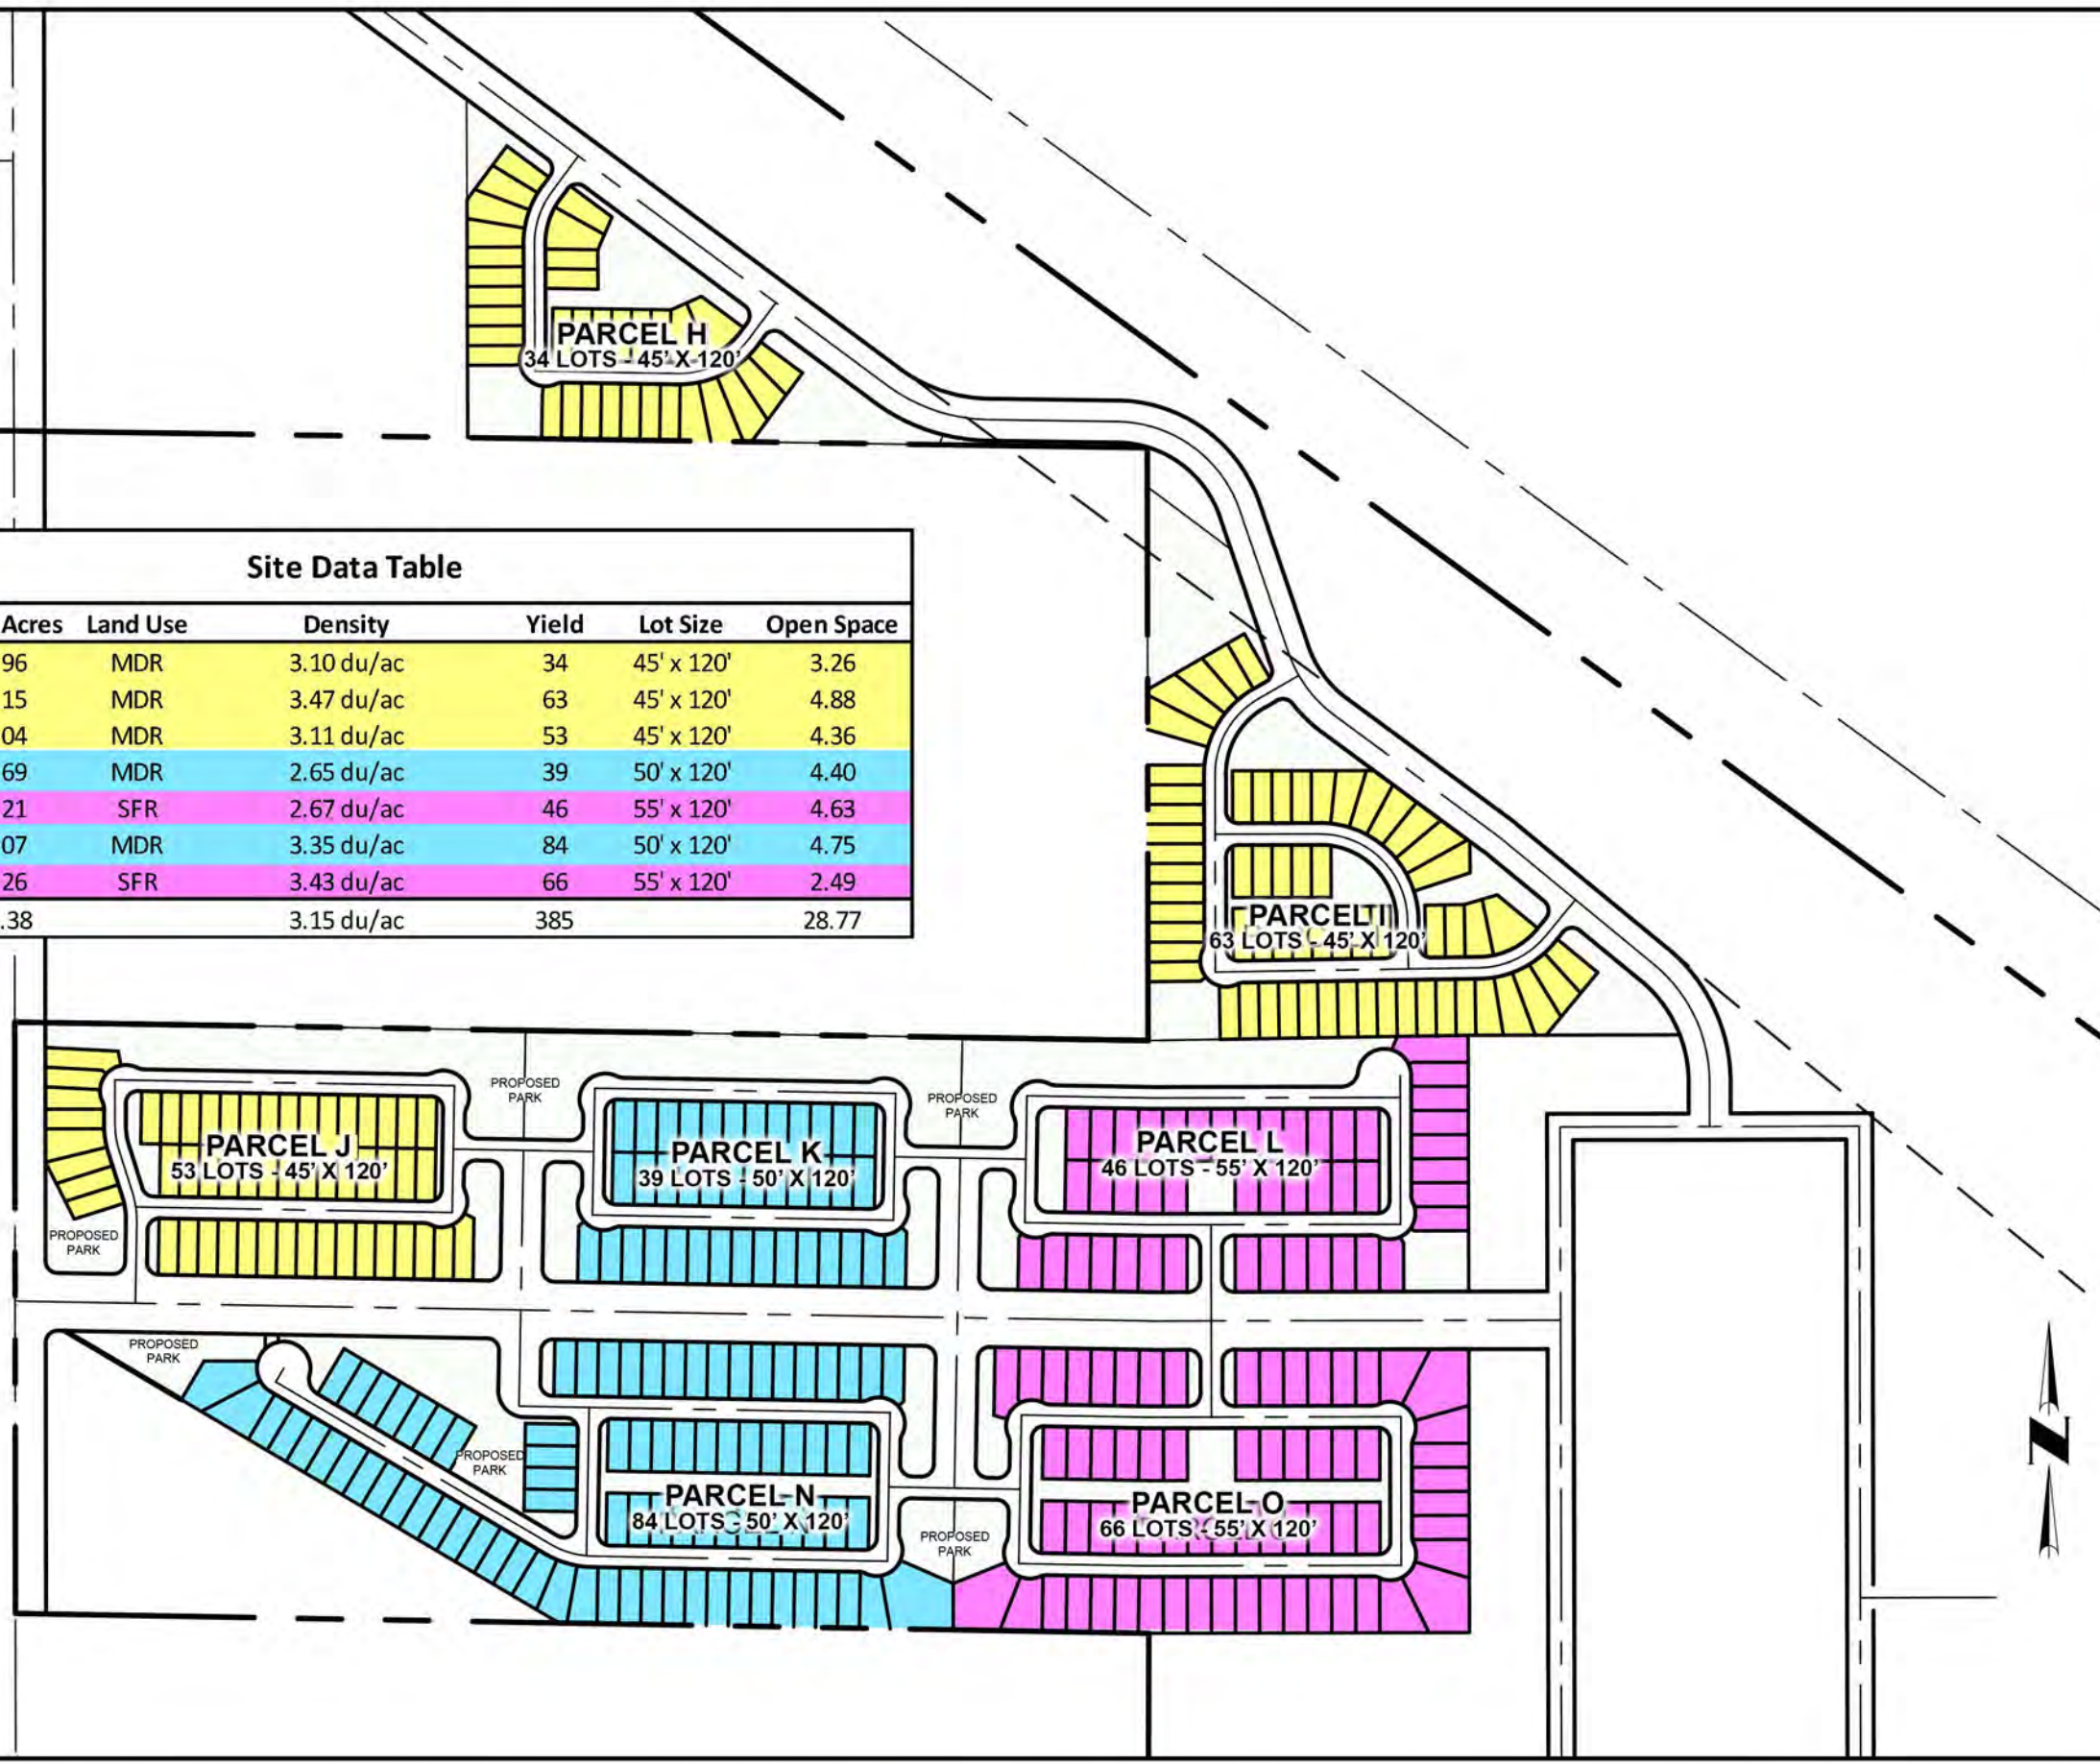 PARCEL H
34 LOTS - 45' X 120'
Site Data Table
Acres Land Use Density Yield Lot Size Open Space
96 MDR 3.10 du/ac 34 45' x 120' 3.26
15 MDR 3.47 du/ac 63 45' x 120' 4.88
04 MDR 3.11 du/ac 53 45' x 120' 4.36
69 MDR 2.65 du/ac 39 50' x 120' 4.40
21 SFR 2.67 du/ac 46 55' x 120' 4.63
07 MDR 3.35 du/ac 84 50' x 120' 4.75
26 SFR 3.43 du/ac 66 55' x 120' 2.49
.38 3.15 du/ac 385 28.77
PARCEL I
63 LOTS - 45' X 120'
PROPOSED
PARK
PROPOSED
PARK
PARCEL J
53 LOTS - 45' X 120'
PARCEL K
39 LOTS - 50' X 120'
PARCEL L
46 LOTS - 55' X 120'
PROPOSED
PARK
PROPOSED
PARK
PROPOSED
PARK
PARCEL N
84 LOTS - 50' X 120'
PROPOSED
PARK
PARCEL O
66 LOTS - 55' X 120'
N